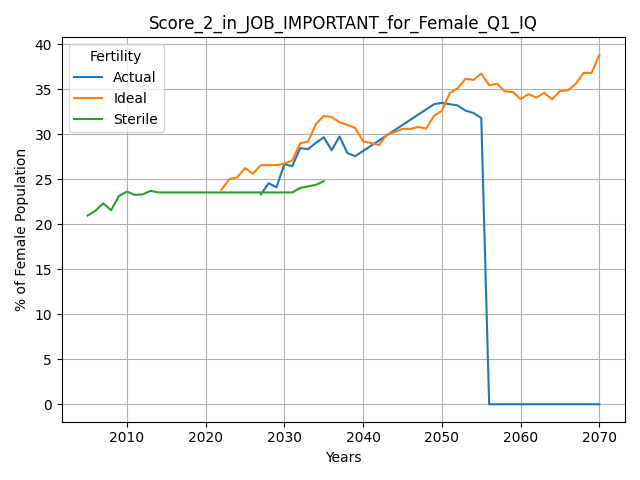 Score_2_in_JOB_IMPORTANT_for_Female_Q1_IQ
Fertility
Actual
Ideal
Sterile
% of Female Population
40
35
30
25
20
15
10
5
0
2010 2020 2030 2040 2050 2060 2070
Years